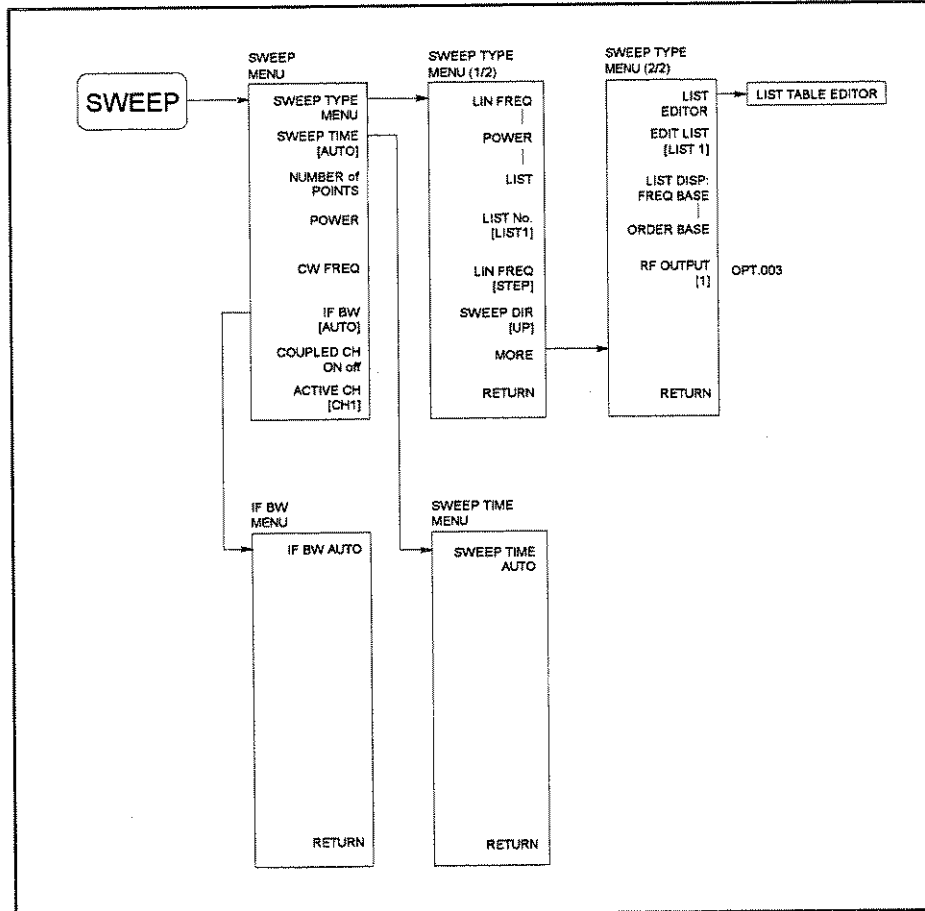 SWEEP
SWEEP
MENU
SWEEP TYPE
MENU
SWEEP TIME
[AUTO]
NUMBER of
POINTS
POWER
CW FREQ
IF BW
[AUTO]
COUPLED CH
ON off
ACTIVE CH
[CH1]
SWEEP TYPE
MENU (1/2)
LIN FREQ
POWER
LIST
LIST No.
[LIST1]
LIN FREQ
[STEP]
SWEEP DIR
[UP]
MORE
RETURN
SWEEP TYPE
MENU (2/2)
LIST
EDITOR
EDIT LIST
[LIST 1]
LIST DISP:
FREQ BASE
ORDER BASE
RF OUTPUT
[1]
RETURN
LIST TABLE EDITOR
OPT.003
IF BW
MENU
IF BW AUTO
RETURN
SWEEP TIME
MENU
SWEEP TIME
AUTO
RETURN